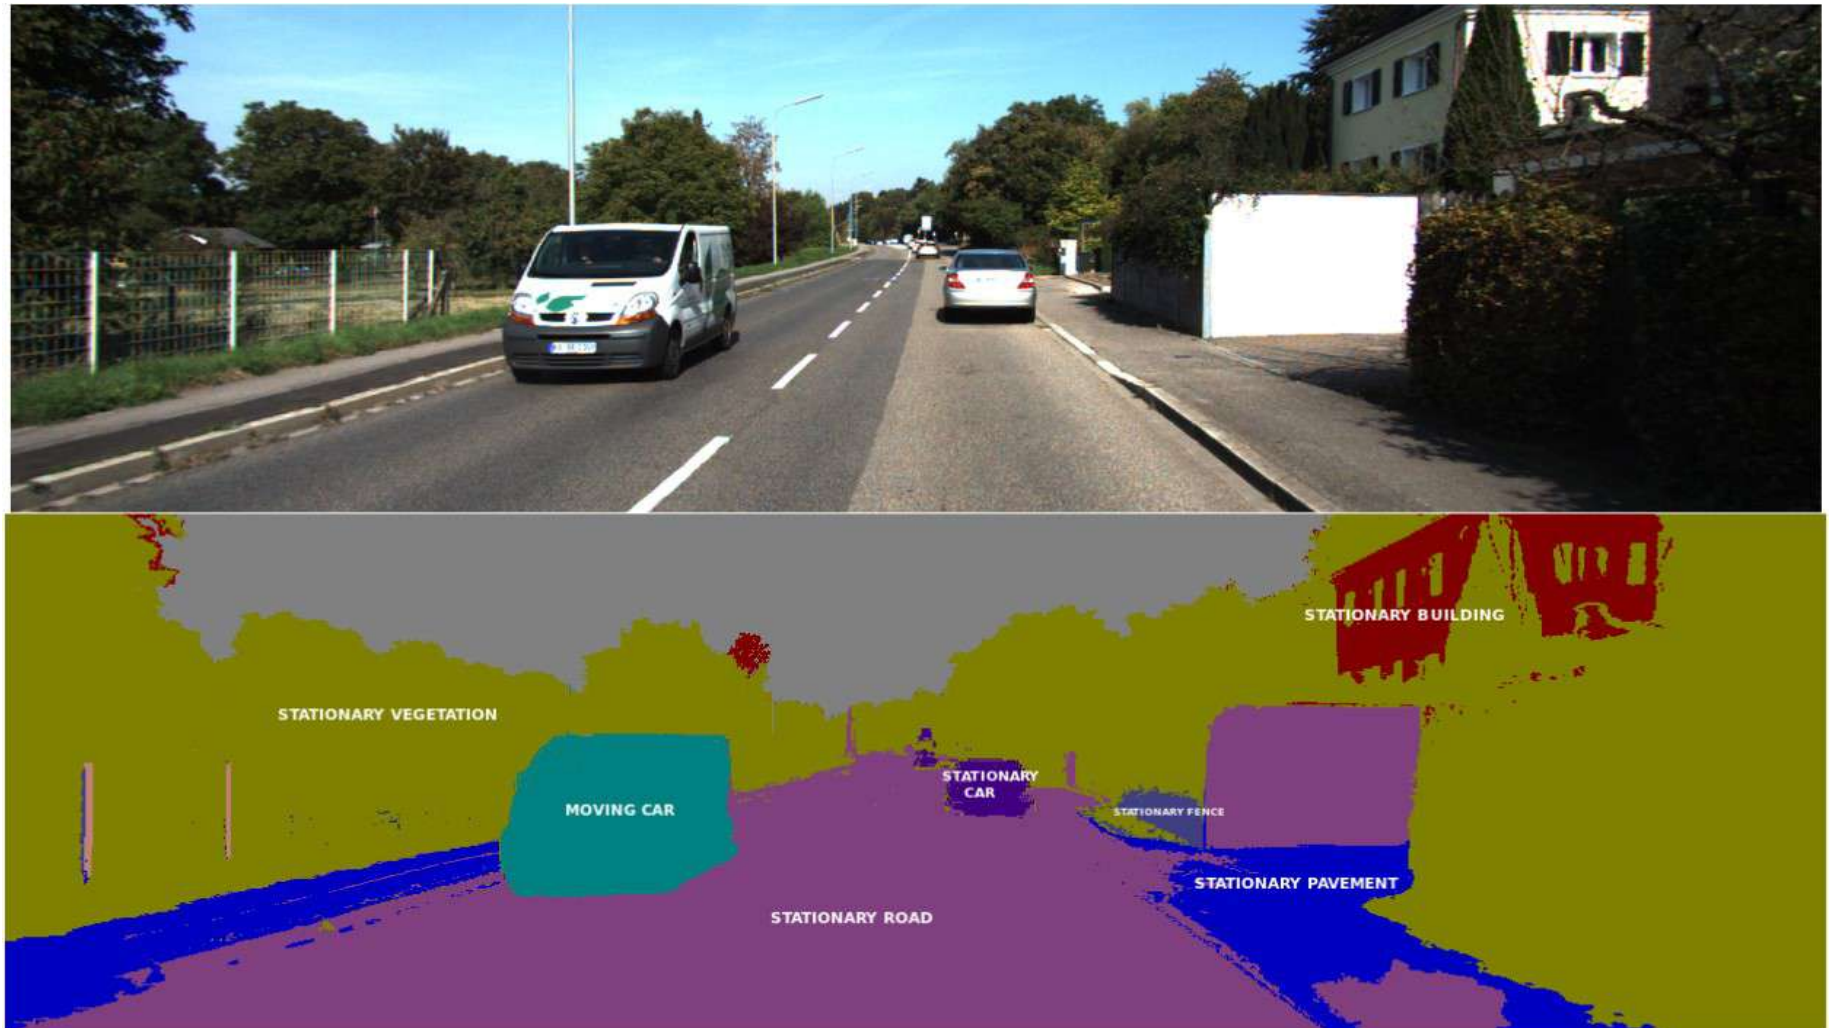 STATIONARY BUILDING
STATIONARY VEGETATION
STATIONARY
CAR
MOVING CAR
STATIONARY FENCE
STATIONARY PAVEMENT
STATIONARY ROAD